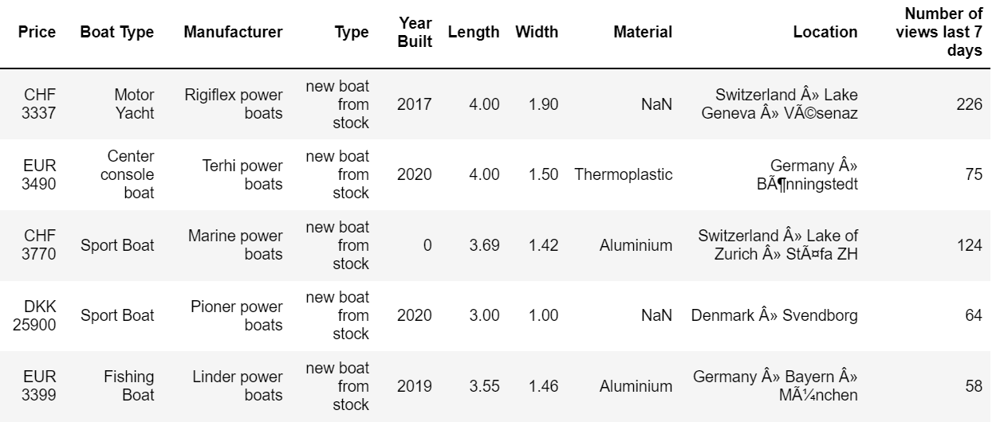 Price Boat Type Manufacturer Type Year Built Length Width Material Location Number of views last 7 days
CHF 3337 Motor Yacht Rigiflex power boats new boat from stock 2017 4.00 1.90 NaN Switzerland Â» Lake Geneva Â» VÃ©senaz 226
EUR 3490 Center console boat Terhi power boats new boat from stock 2020 4.00 1.50 Thermoplastic Germany Â» BÃ¶nningstedt 75
CHF 3770 Sport Boat Marine power boats new boat from stock 0 3.69 1.42 Aluminium Switzerland Â» Lake of Zurich Â» StÃ¤fa ZH 124
DKK 25900 Sport Boat Pioner power boats new boat from stock 2020 3.00 1.00 NaN Denmark Â» Svendborg 64
EUR 3399 Fishing Boat Linder power boats new boat from stock 2019 3.55 1.46 Aluminium Germany Â» Bayern Â» MÃ¼nchen 58